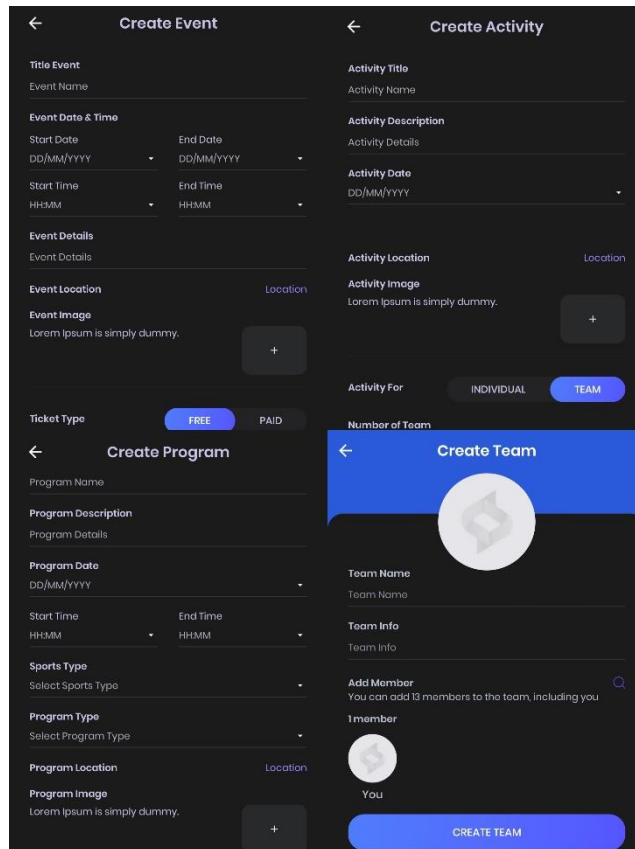 Create Event
Title Event
Event Name
Event Date & Time
Start Date End Date
DD/MM/YYYY DD/MM/YYYY
Start Time End Time
HH:MM HH:MM
Event Details
Event Details
Event Location Location
Event Image
Lorem Ipsum is simply dummy.
+
Ticket Type FREE PAID
Create Activity
Activity Title
Activity Name
Activity Description
Activity Details
Activity Date
DD/MM/YYYY
Activity Location Location
Activity Image
Lorem Ipsum is simply dummy.
+
Activity For INDIVIDUAL TEAM
Number of Team
Create Program
Program Name
Program Description
Program Details
Program Date
DD/MM/YYYY
Start Time End Time
HH:MM HH:MM
Sports Type
Select Sports Type
Program Type
Select Program Type
Program Location Location
Program Image
Lorem Ipsum is simply dummy.
+
Create Team
Team Name
Team Name
Team Info
Team Info
Add Member
You can add 13 members to the team, including you
1 member
You
CREATE TEAM